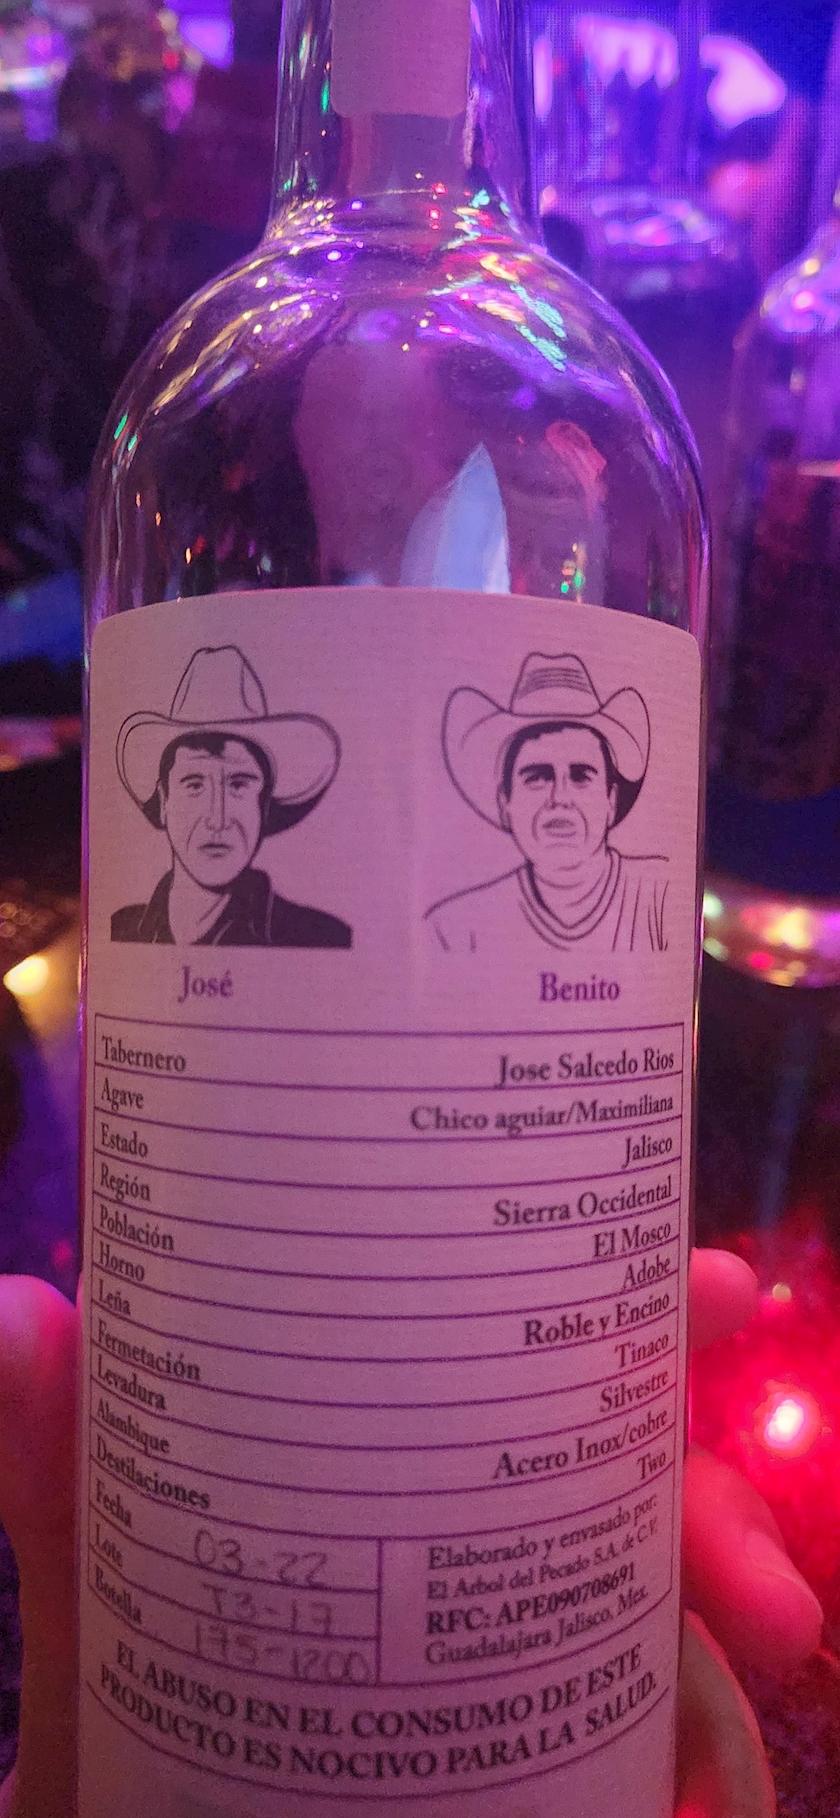 José Benito
Tabernero Jose Salcedo Rios
Agave Chico aguiar/Maximiliana
Estado Jalisco
Región Sierra Occidental
Población El Mosco
Horno Adobe
Leña Roble y Encino
Fermetación Tinaco
Levadura Silvestre
Alambique Acero Inox/cobre
Destilaciones Two
Fecha 03-22
Lote T3-17
Botella 175-1200
Elaborado y envasado por:
El Arbol del Pecado S.A. de C.V.
RFC: APE090708691
Guadalajara Jalisco, Mex.
EL ABUSO EN EL CONSUMO DE ESTE
PRODUCTO ES NOCIVO PARA LA SALUD.